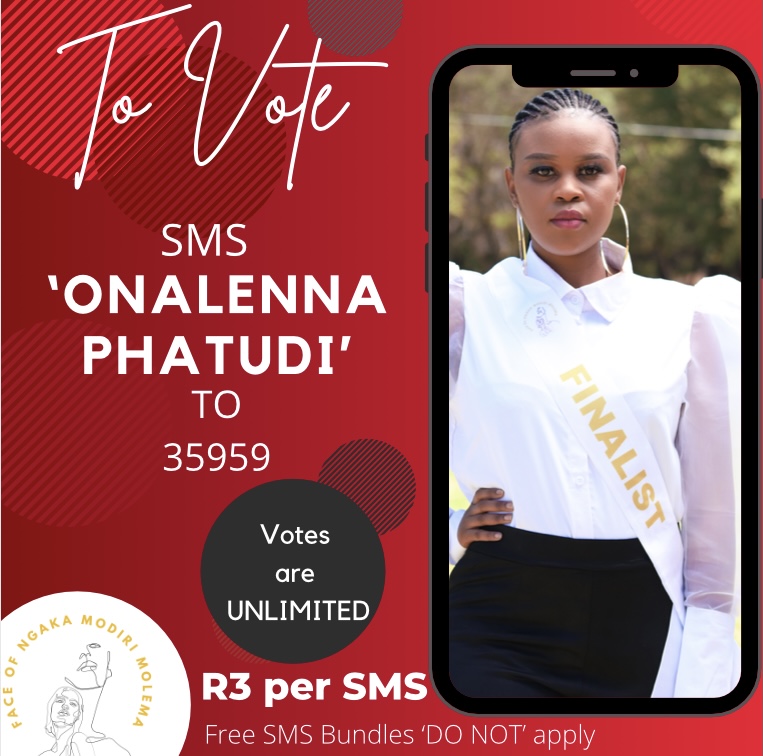 To Vote
SMS
‘ONALENNA
PHATUDI’
TO
35959
Votes
are
UNLIMITED
R3 per SMS
Free SMS Bundles ‘DO NOT’ apply
FACE OF NGAKA MODIRI MOLEMA
FINALIST